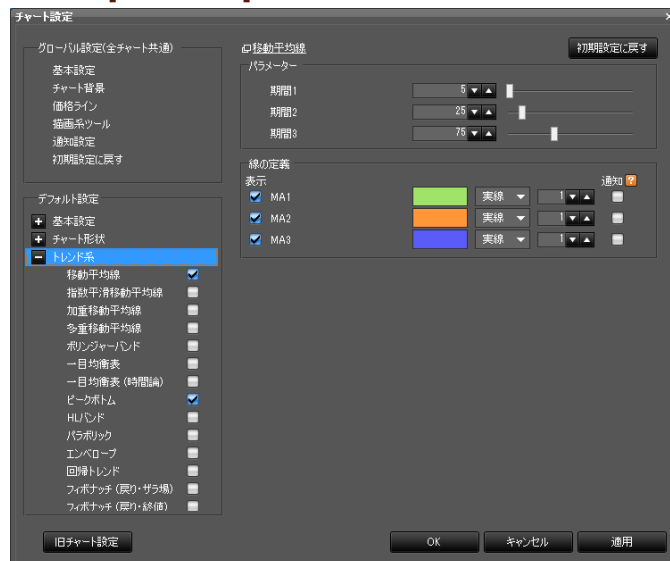 チャート設定
グローバル設定(全チャート共通)
基本設定
チャート背景
価格ライン
描画系ツール
通知設定
初期設定に戻す
デフォルト設定
基本設定
チャート形状
トレンド系
移動平均線
指数平滑移動平均線
加重移動平均線
多重移動平均線
ボリンジャーバンド
一目均衡表
一目均衡表(時間論)
ピークボトム
HLバンド
パラボリック
エンベロープ
回帰トレンド
フィボナッチ(戻り・ザラ場)
フィボナッチ(戻り・終値)
旧チャート設定
移動平均線
初期設定に戻す
パラメーター
期間1 5
期間2 25
期間3 75
線の定義
表示 通知 ?
MA1 実線 1
MA2 実線 1
MA3 実線 1
OK キャンセル 適用